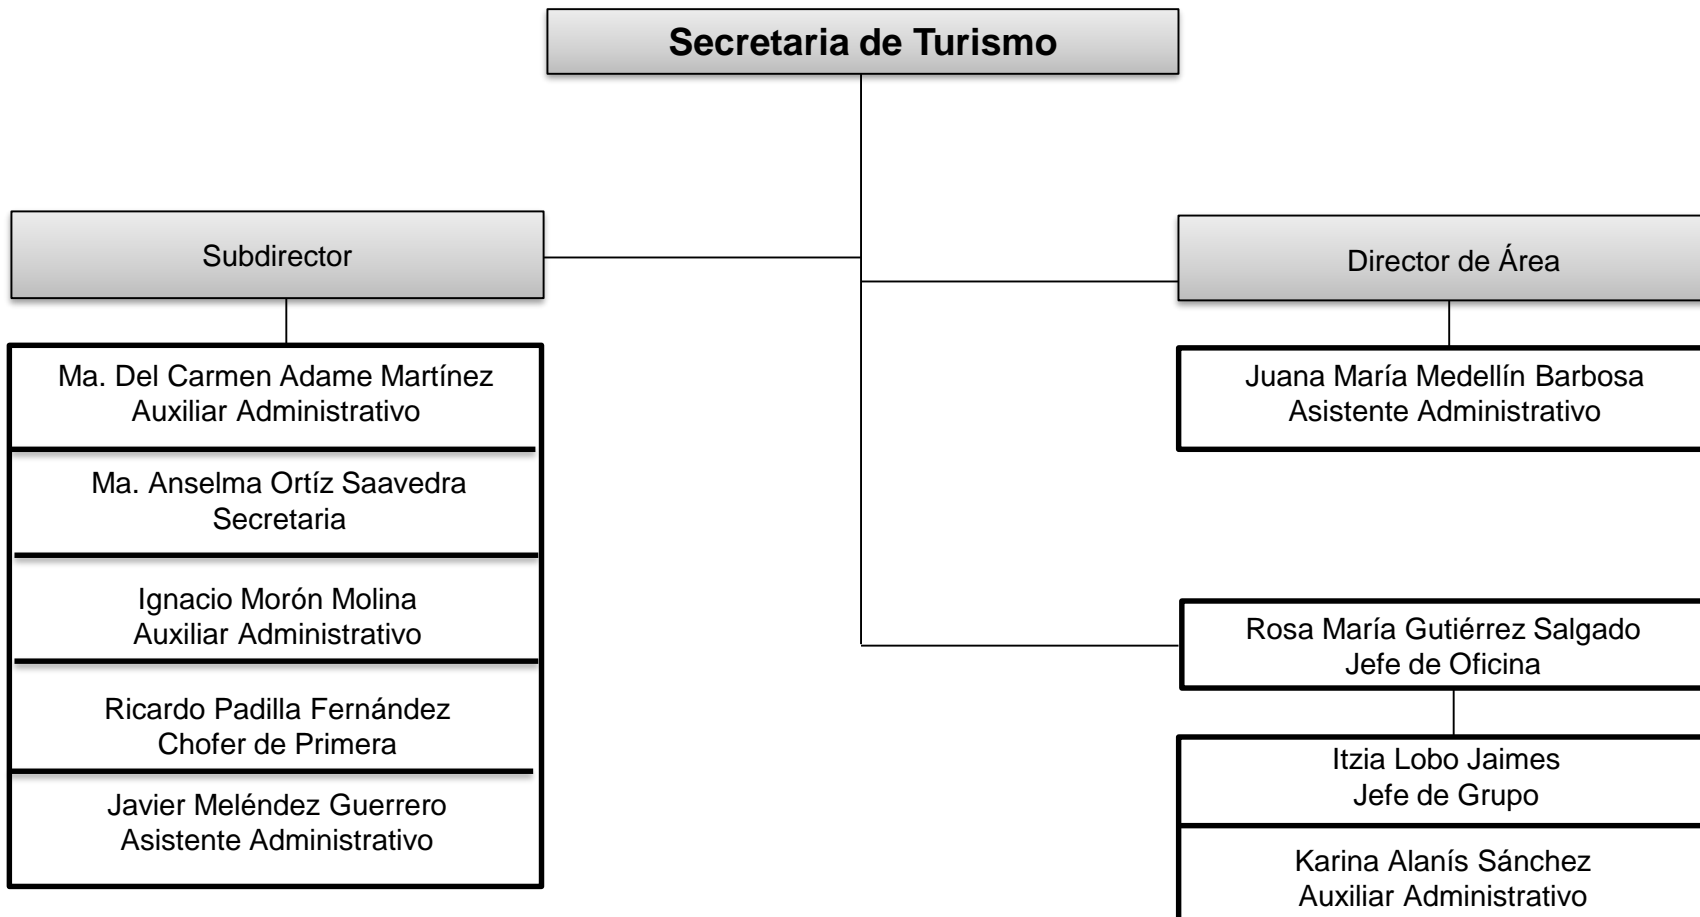 Secretaria de Turismo
Subdirector
Director de Área
Ma. Del Carmen Adame Martínez
Auxiliar Administrativo
Ma. Anselma Ortíz Saavedra
Secretaria
Ignacio Morón Molina
Auxiliar Administrativo
Ricardo Padilla Fernández
Chofer de Primera
Javier Meléndez Guerrero
Asistente Administrativo
Juana María Medellín Barbosa
Asistente Administrativo
Rosa María Gutiérrez Salgado
Jefe de Oficina
Itzia Lobo Jaimes
Jefe de Grupo
Karina Alanís Sánchez
Auxiliar Administrativo